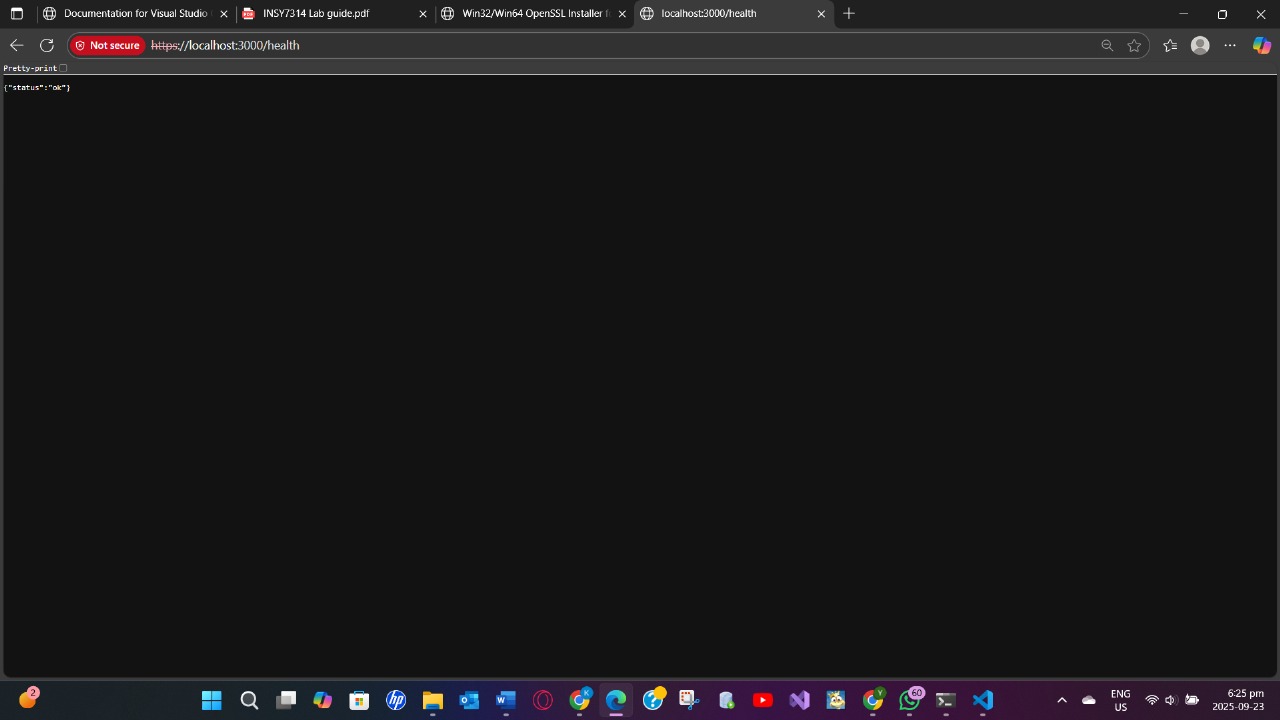 Documentation for Visual Studio
INSY7314 Lab guide.pdf
Win32/Win64 OpenSSL Installer f
localhost:3000/health
Not secure
https://localhost:3000/health
Pretty-print
{"status":"ok"}
2
60
K
Y
ENG
US
6:25 pm
2025-09-23